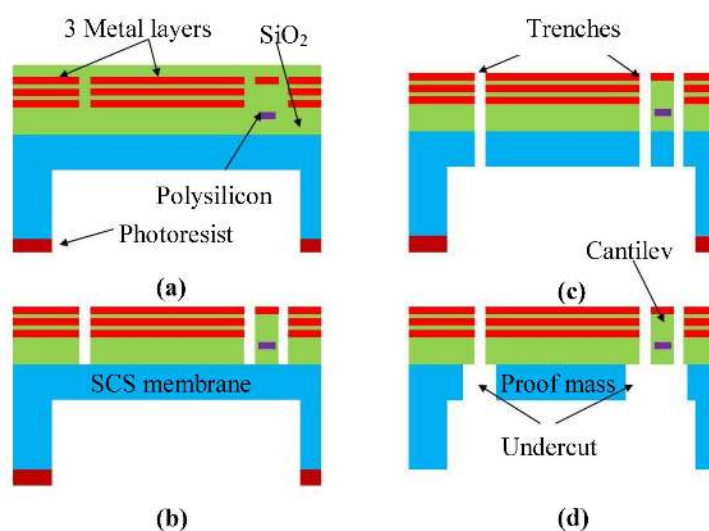 3 Metal layers
SiO2
Polysilicon
Photoresist
(a)
Trenches
(c)
SCS membrane
(b)
Cantilev
Proof mass
Undercut
(d)